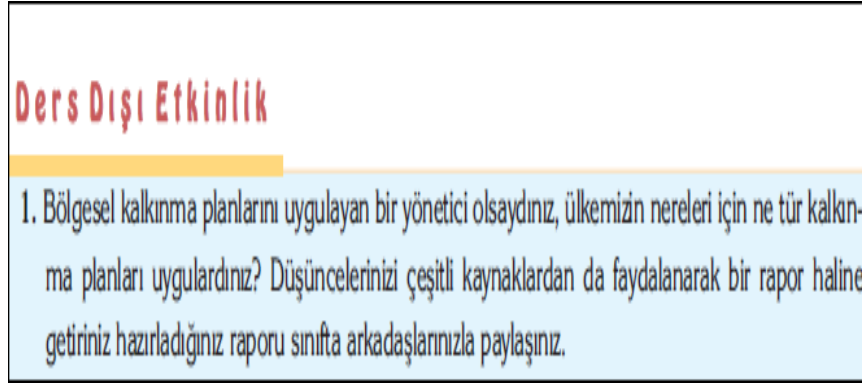 Ders Dışı Etkinlik
1. Bölgesel kalkınma planlarını uygulayan bir yönetici olsaydınız, ülkemizin nereleri için ne tür kalkın-
ma planları uygulardınız? Düşüncelerinizi çeşitli kaynaklardan da faydalanarak bir rapor haline
getiriniz hazırladığınız raporu sınıfta arkadaşlarınızla paylaşınız.